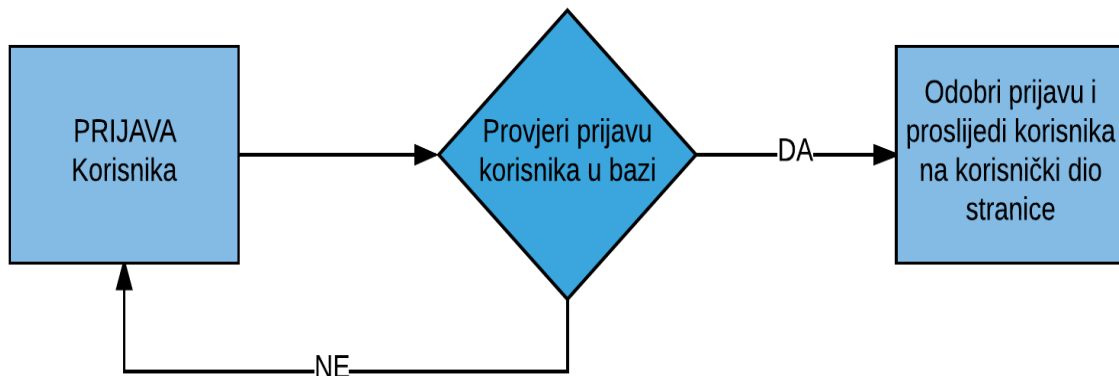 PRIJAVA
Korisnika
Provjeri prijavu
korisnika u bazi
DA
Odobri prijavu i
proslijedi korisnika
na korisnički dio
stranice
NE